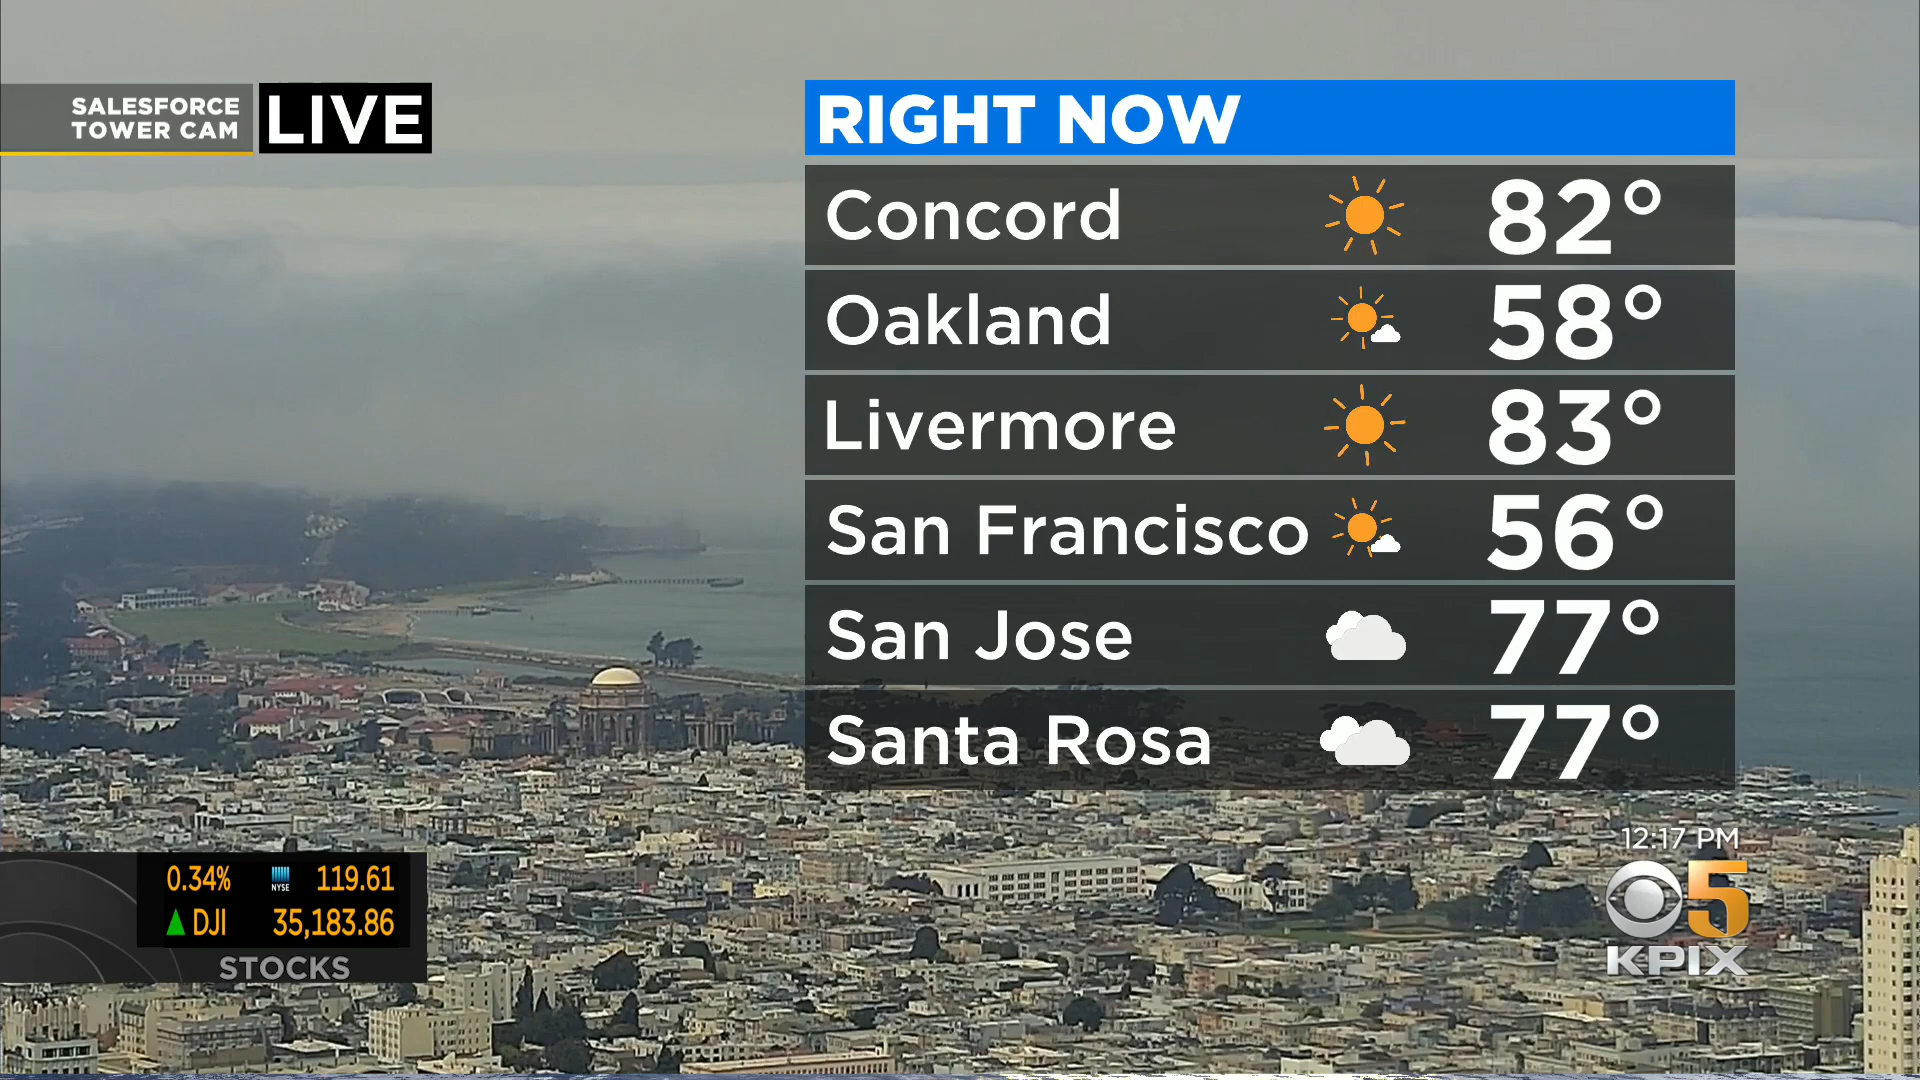 SALESFORCE
TOWER CAM
LIVE
RIGHT NOW
Concord 82°
Oakland 58°
Livermore 83°
San Francisco 56°
San Jose 77°
Santa Rosa 77°
12:17 PM
5
KPIX
0.34% NYSE 119.61
DJI 35,183.86
STOCKS